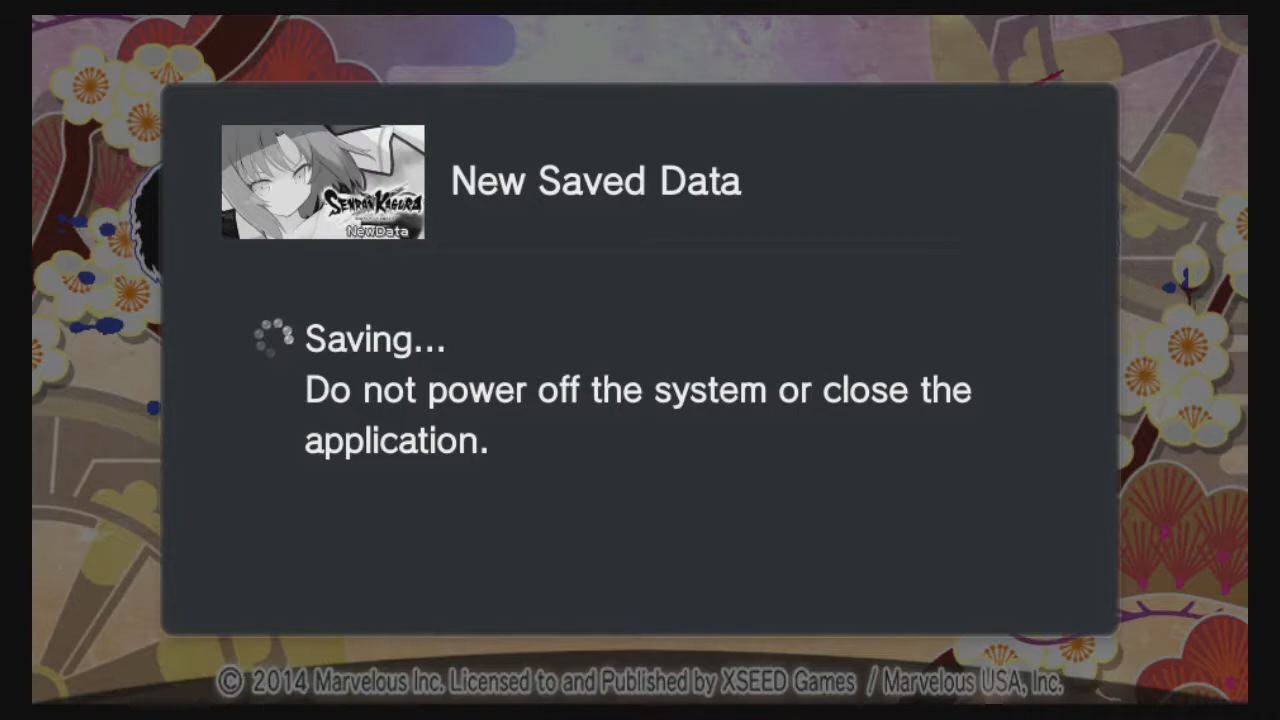 New Saved Data
SENRAN KAGURA
NewData
Saving...
Do not power off the system or close the
application.
© 2014 Marvelous Inc. Licensed to and Published by XSEED Games / Marvelous USA, Inc.